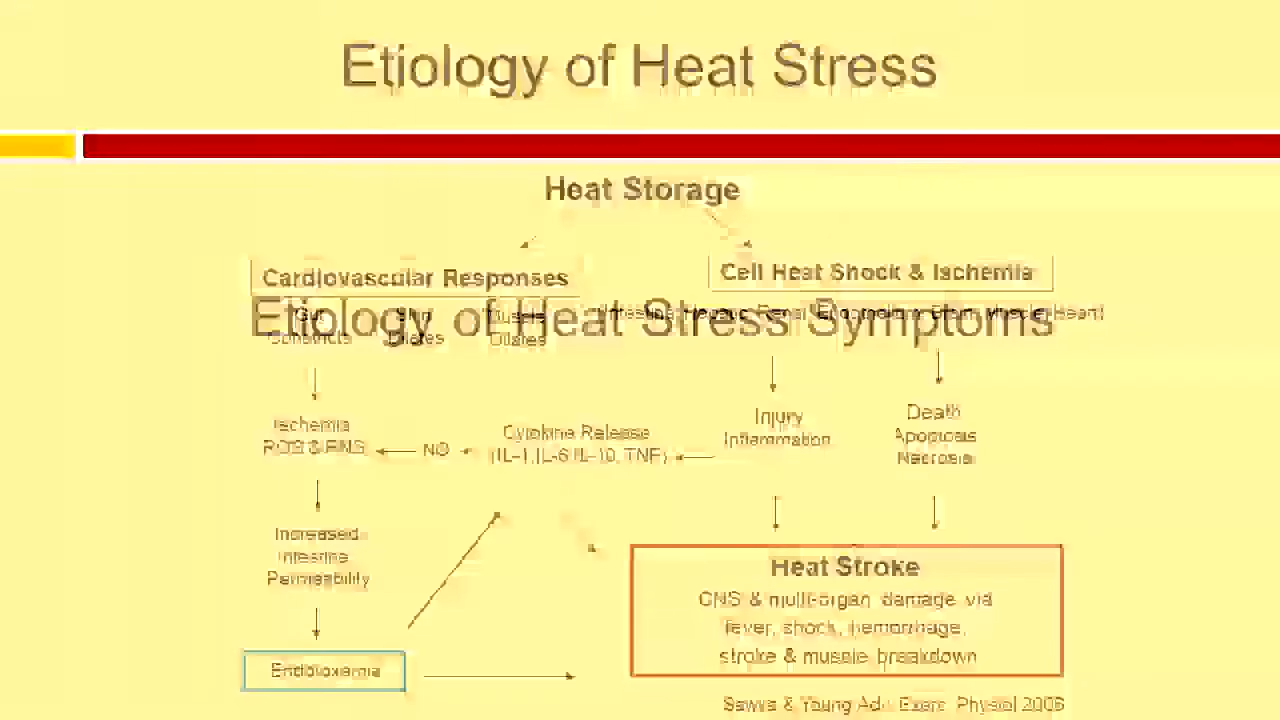 Etiology of Heat Stress
Heat Storage
Cardiovascular Responses
Cell Heat Shock & Ischemia
Etiology of Heat Stress Symptoms
Gut Skin Muscle
(Intestine, Hepatic, Renal, Endothelium, Brain, Muscle, Heart)
Constricts Dilates Dilates
Ischemia
ROS & RNS
NO
Cytokine Release
(IL-1, IL-6 IL-10, TNF)
Injury
Inflammation
Death
Apoptosis
Necrosis
Increased
Intestine
Permeability
Endotoxemia
Heat Stroke
CNS & multi-organ damage via
fever, shock, hemorrhage,
stroke & muscle breakdown
& Young Adv. Exerc. Physiol